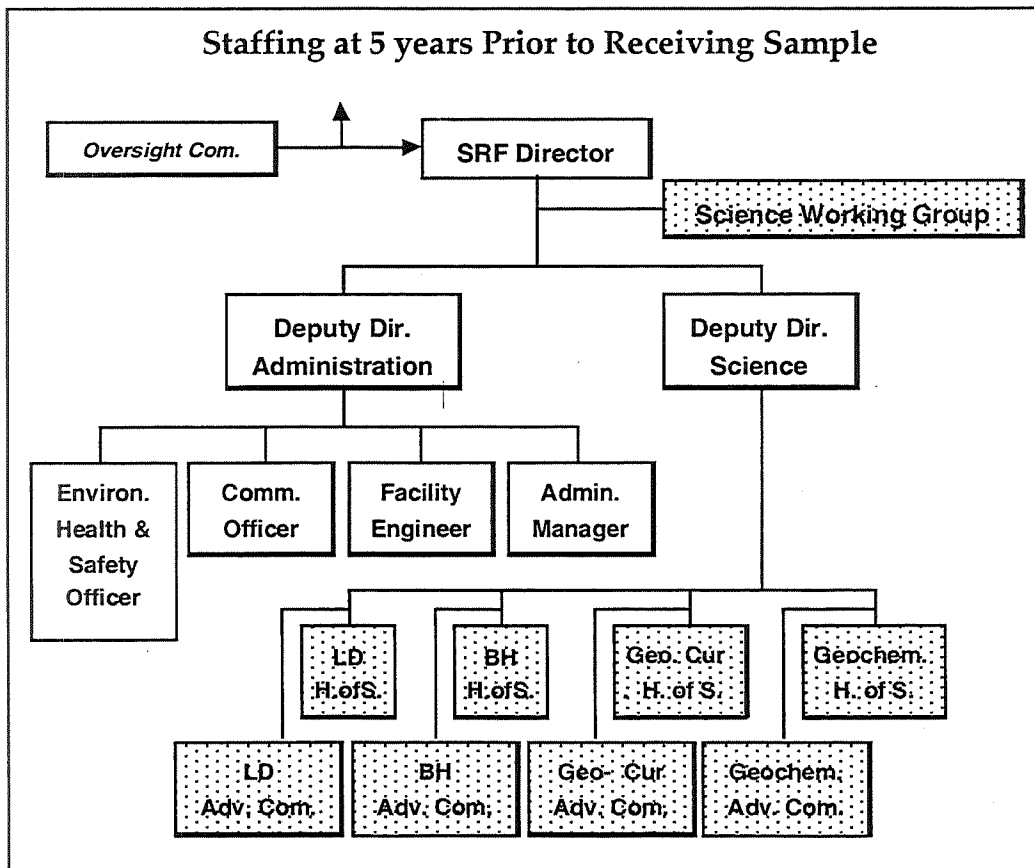 Staffing at 5 years Prior to Receiving Sample
Oversight Com.
SRF Director
Science Working Group
Deputy Dir.
Administration
Deputy Dir.
Science
Environ.
Health &
Safety
Officer
Comm.
Officer
Facility
Engineer
Admin.
Manager
LD
H.ofS.
BH
H.ofS.
Geo. Cur
H. of S.
Geochem.
H. of S.
LD
Adv. Com.
BH
Adv. Com.
Geo- Cur
Adv. Com.
Geochem.
Adv. Com.